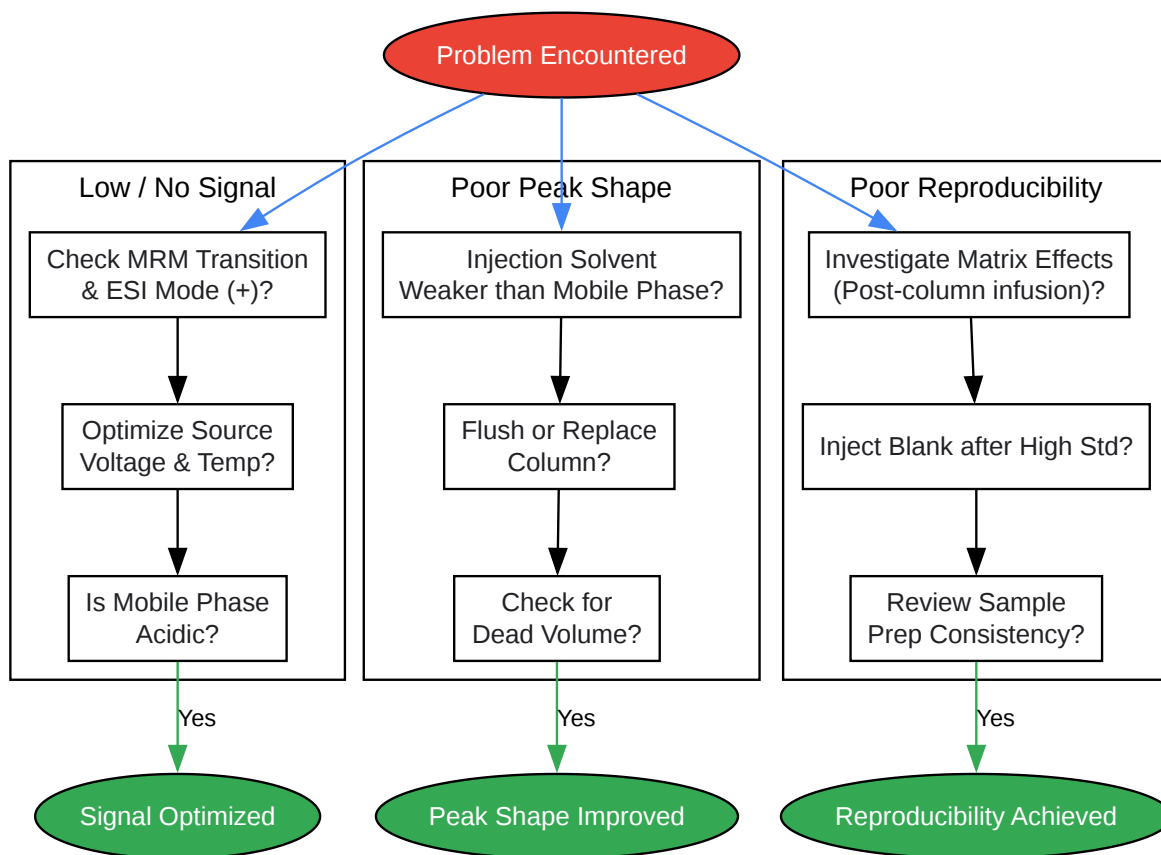 Problem Encountered
Low / No Signal
Check MRM Transition
& ESI Mode (+)?
Optimize Source
Voltage & Temp?
Is Mobile Phase
Acidic?
Yes
Signal Optimized
Poor Peak Shape
Injection Solvent
Weaker than Mobile Phase?
Flush or Replace
Column?
Check for
Dead Volume?
Yes
Peak Shape Improved
Poor Reproducibility
Investigate Matrix Effects
(Post-column infusion)?
Inject Blank after High Std?
Review Sample
Prep Consistency?
Yes
Reproducibility Achieved